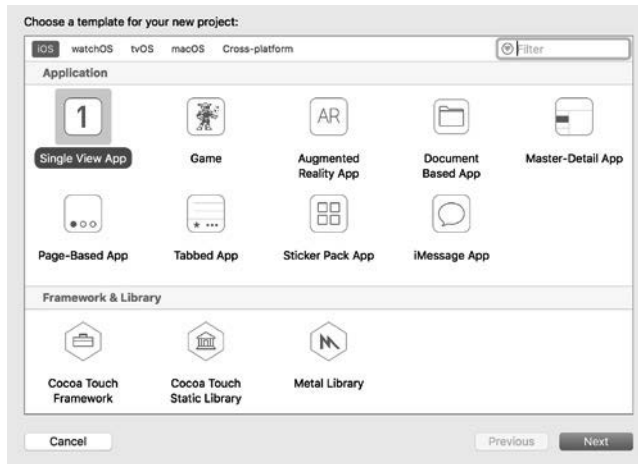 Choose a template for your new project:
iOS watchOS tvOS macOS Cross-platform Filter
Application
1 AR
Single View App Game Augmented Reality App Document Based App Master-Detail App
Page-Based App Tabbed App Sticker Pack App iMessage App
Framework & Library
Cocoa Touch Framework Cocoa Touch Static Library Metal Library
Cancel Previous Next